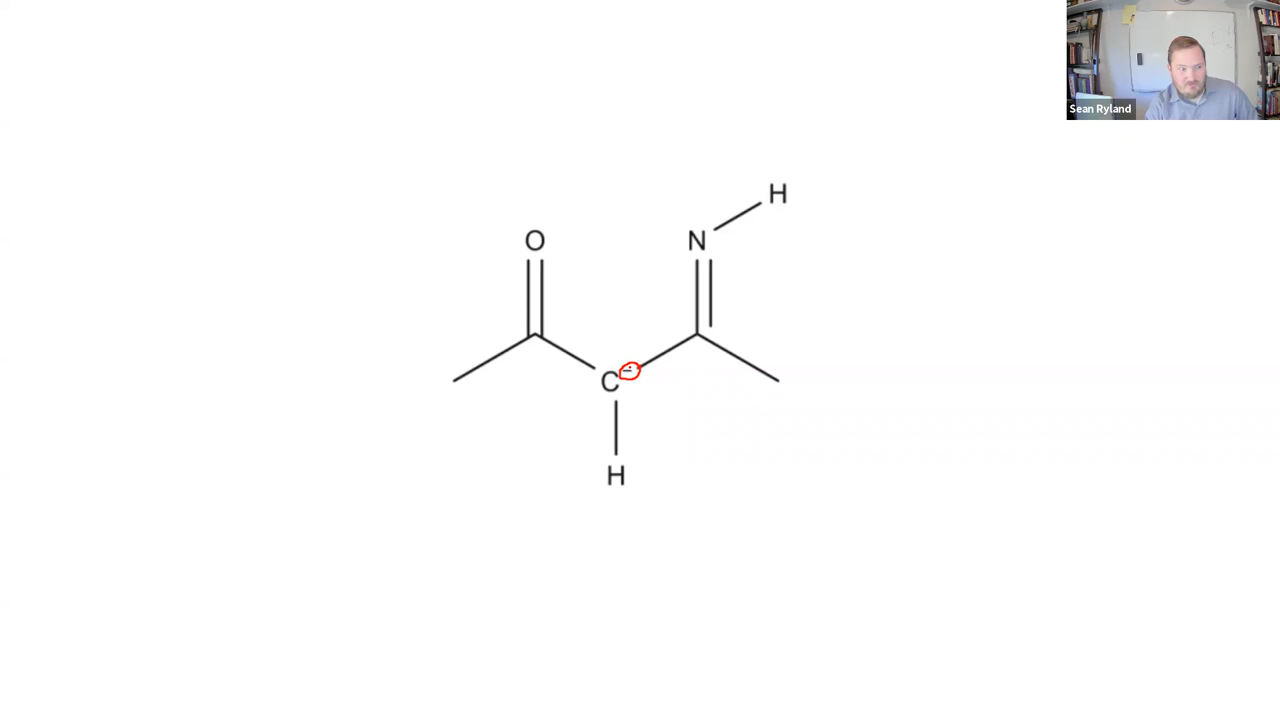 Sean Ryland
H
O N
C⁻
H